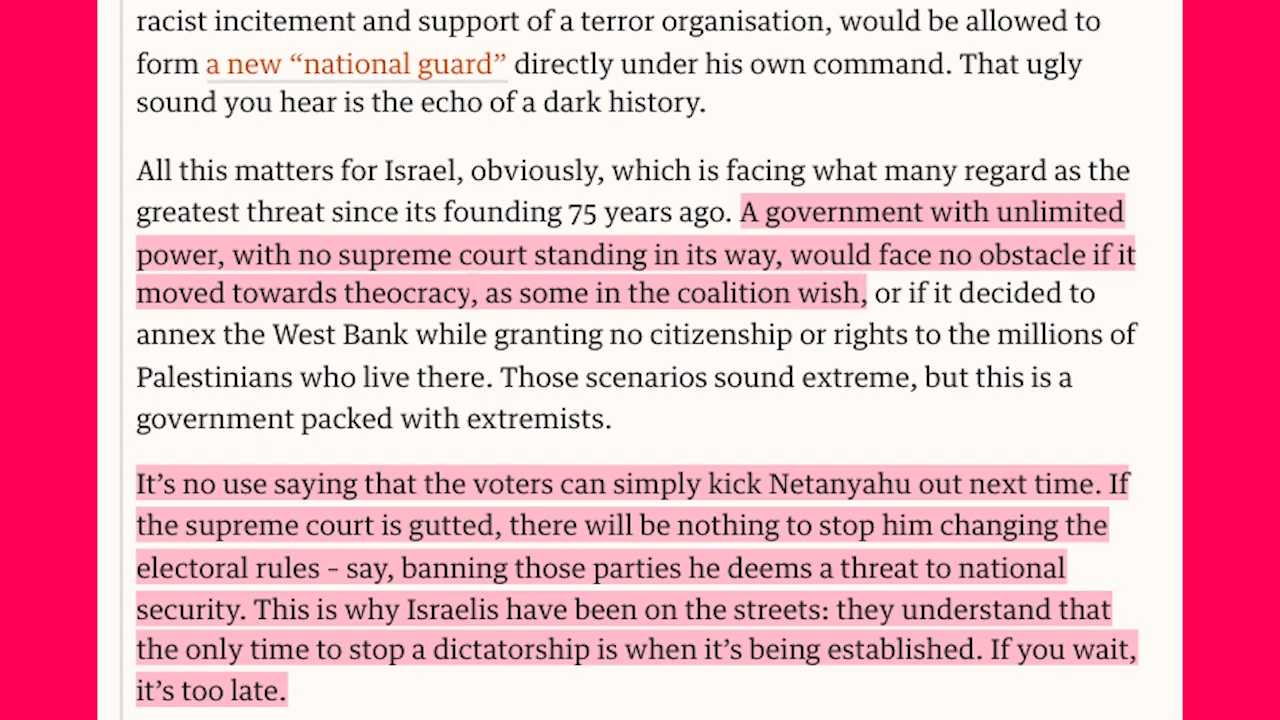 racist incitement and support of a terror organisation, would be allowed to
form a new “national guard” directly under his own command. That ugly
sound you hear is the echo of a dark history.
All this matters for Israel, obviously, which is facing what many regard as the
greatest threat since its founding 75 years ago. A government with unlimited
power, with no supreme court standing in its way, would face no obstacle if it
moved towards theocracy, as some in the coalition wish, or if it decided to
annex the West Bank while granting no citizenship or rights to the millions of
Palestinians who live there. Those scenarios sound extreme, but this is a
government packed with extremists.
It’s no use saying that the voters can simply kick Netanyahu out next time. If
the supreme court is gutted, there will be nothing to stop him changing the
electoral rules – say, banning those parties he deems a threat to national
security. This is why Israelis have been on the streets: they understand that
the only time to stop a dictatorship is when it’s being established. If you wait,
it’s too late.